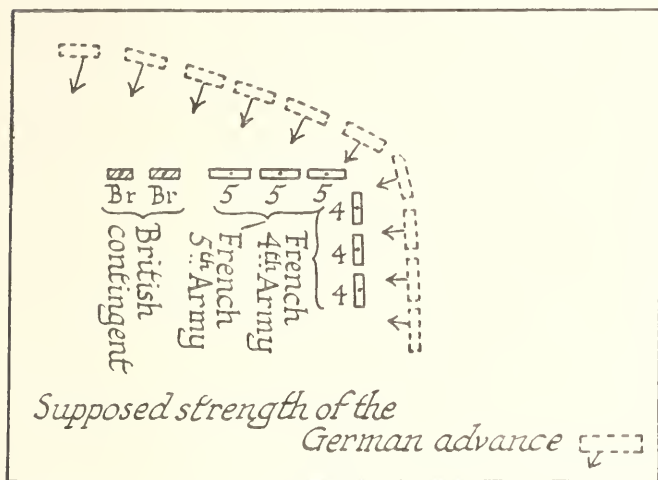 Br Br 5 5 5
4
4
4
British
contingent
French
5th Army
French
4th Army
Supposed strength of the
German advance